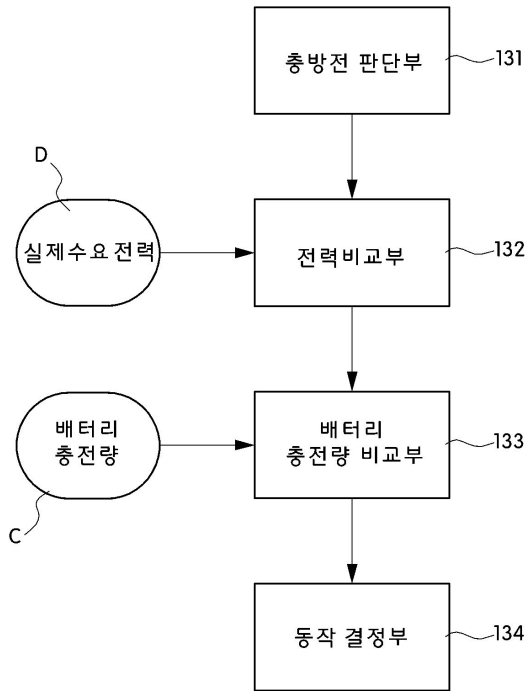 충방전 판단부
131
D
실제수요전력
전력비교부
132
배터리
충전량
C
배터리
충전량 비교부
133
동작 결정부
134